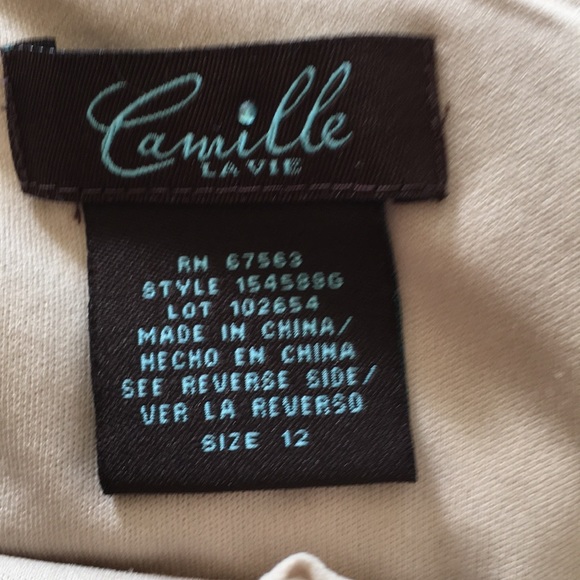 Camille
LA VIE
RN 67563
STYLE 154588G
LOT 102654
MADE IN CHINA/
HECHO EN CHINA
SEE REVERSE SIDE/
VER LA REVERSO
SIZE 12